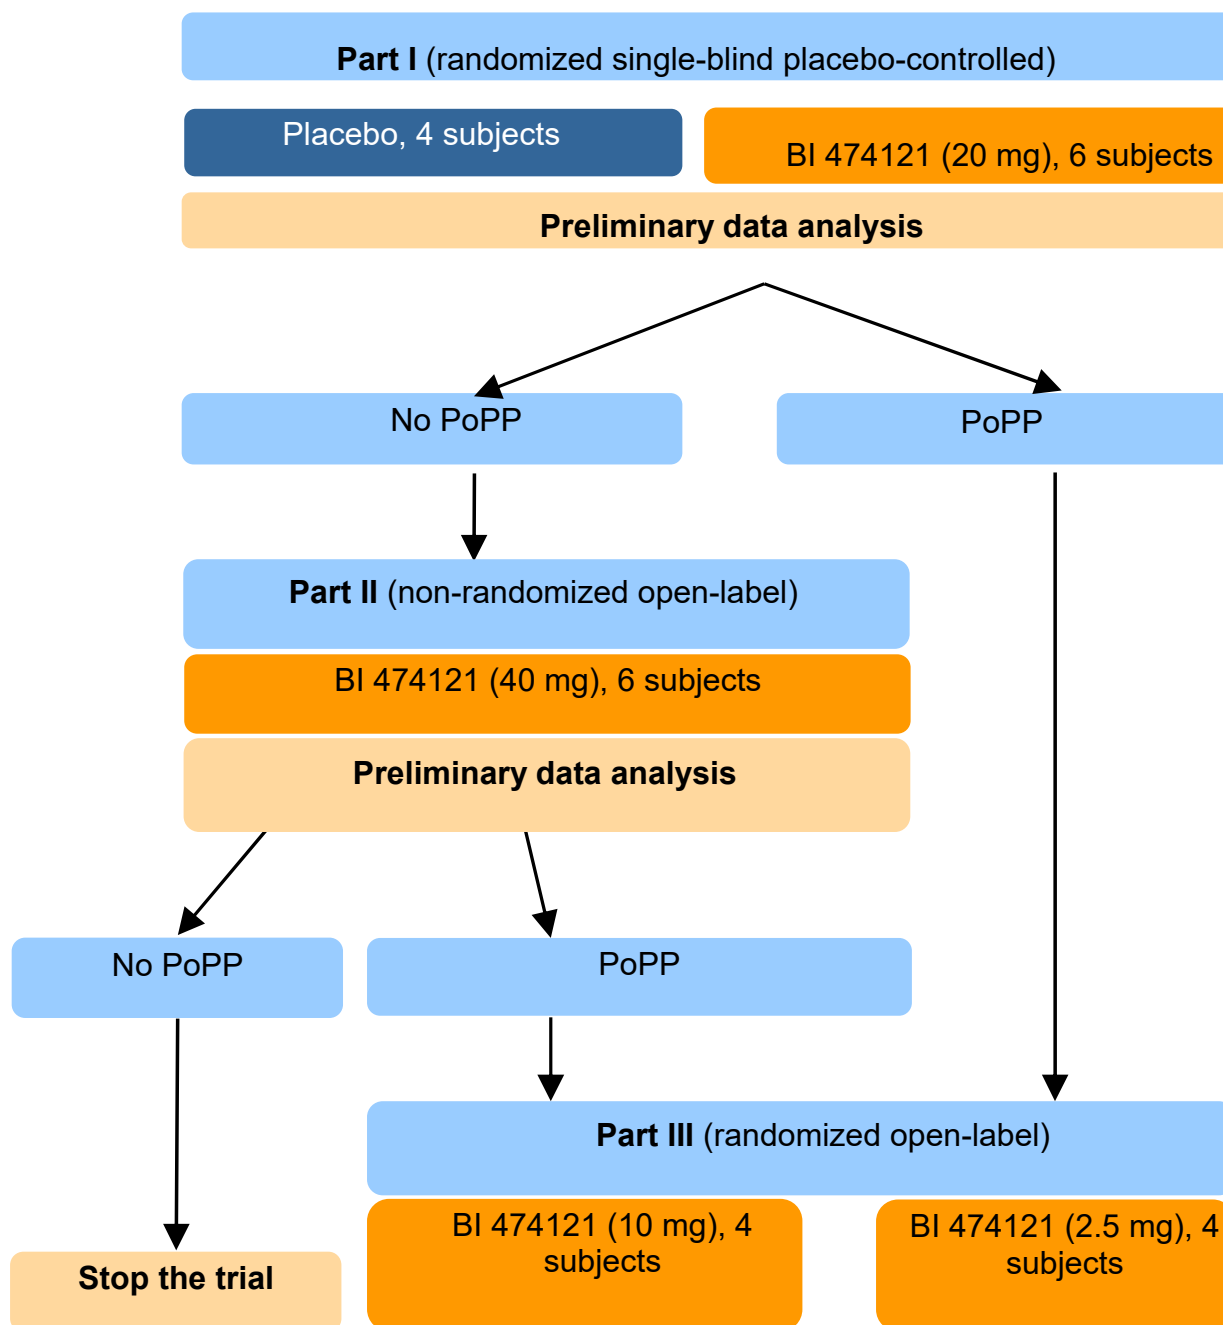 Part I (randomized single-blind placebo-controlled)
Placebo, 4 subjects
BI 474121 (20 mg), 6 subjects
Preliminary data analysis
No PoPP
PoPP
Part II (non-randomized open-label)
BI 474121 (40 mg), 6 subjects
Preliminary data analysis
No PoPP
PoPP
Part III (randomized open-label)
BI 474121 (10 mg), 4
subjects
BI 474121 (2.5 mg), 4
subjects
Stop the trial